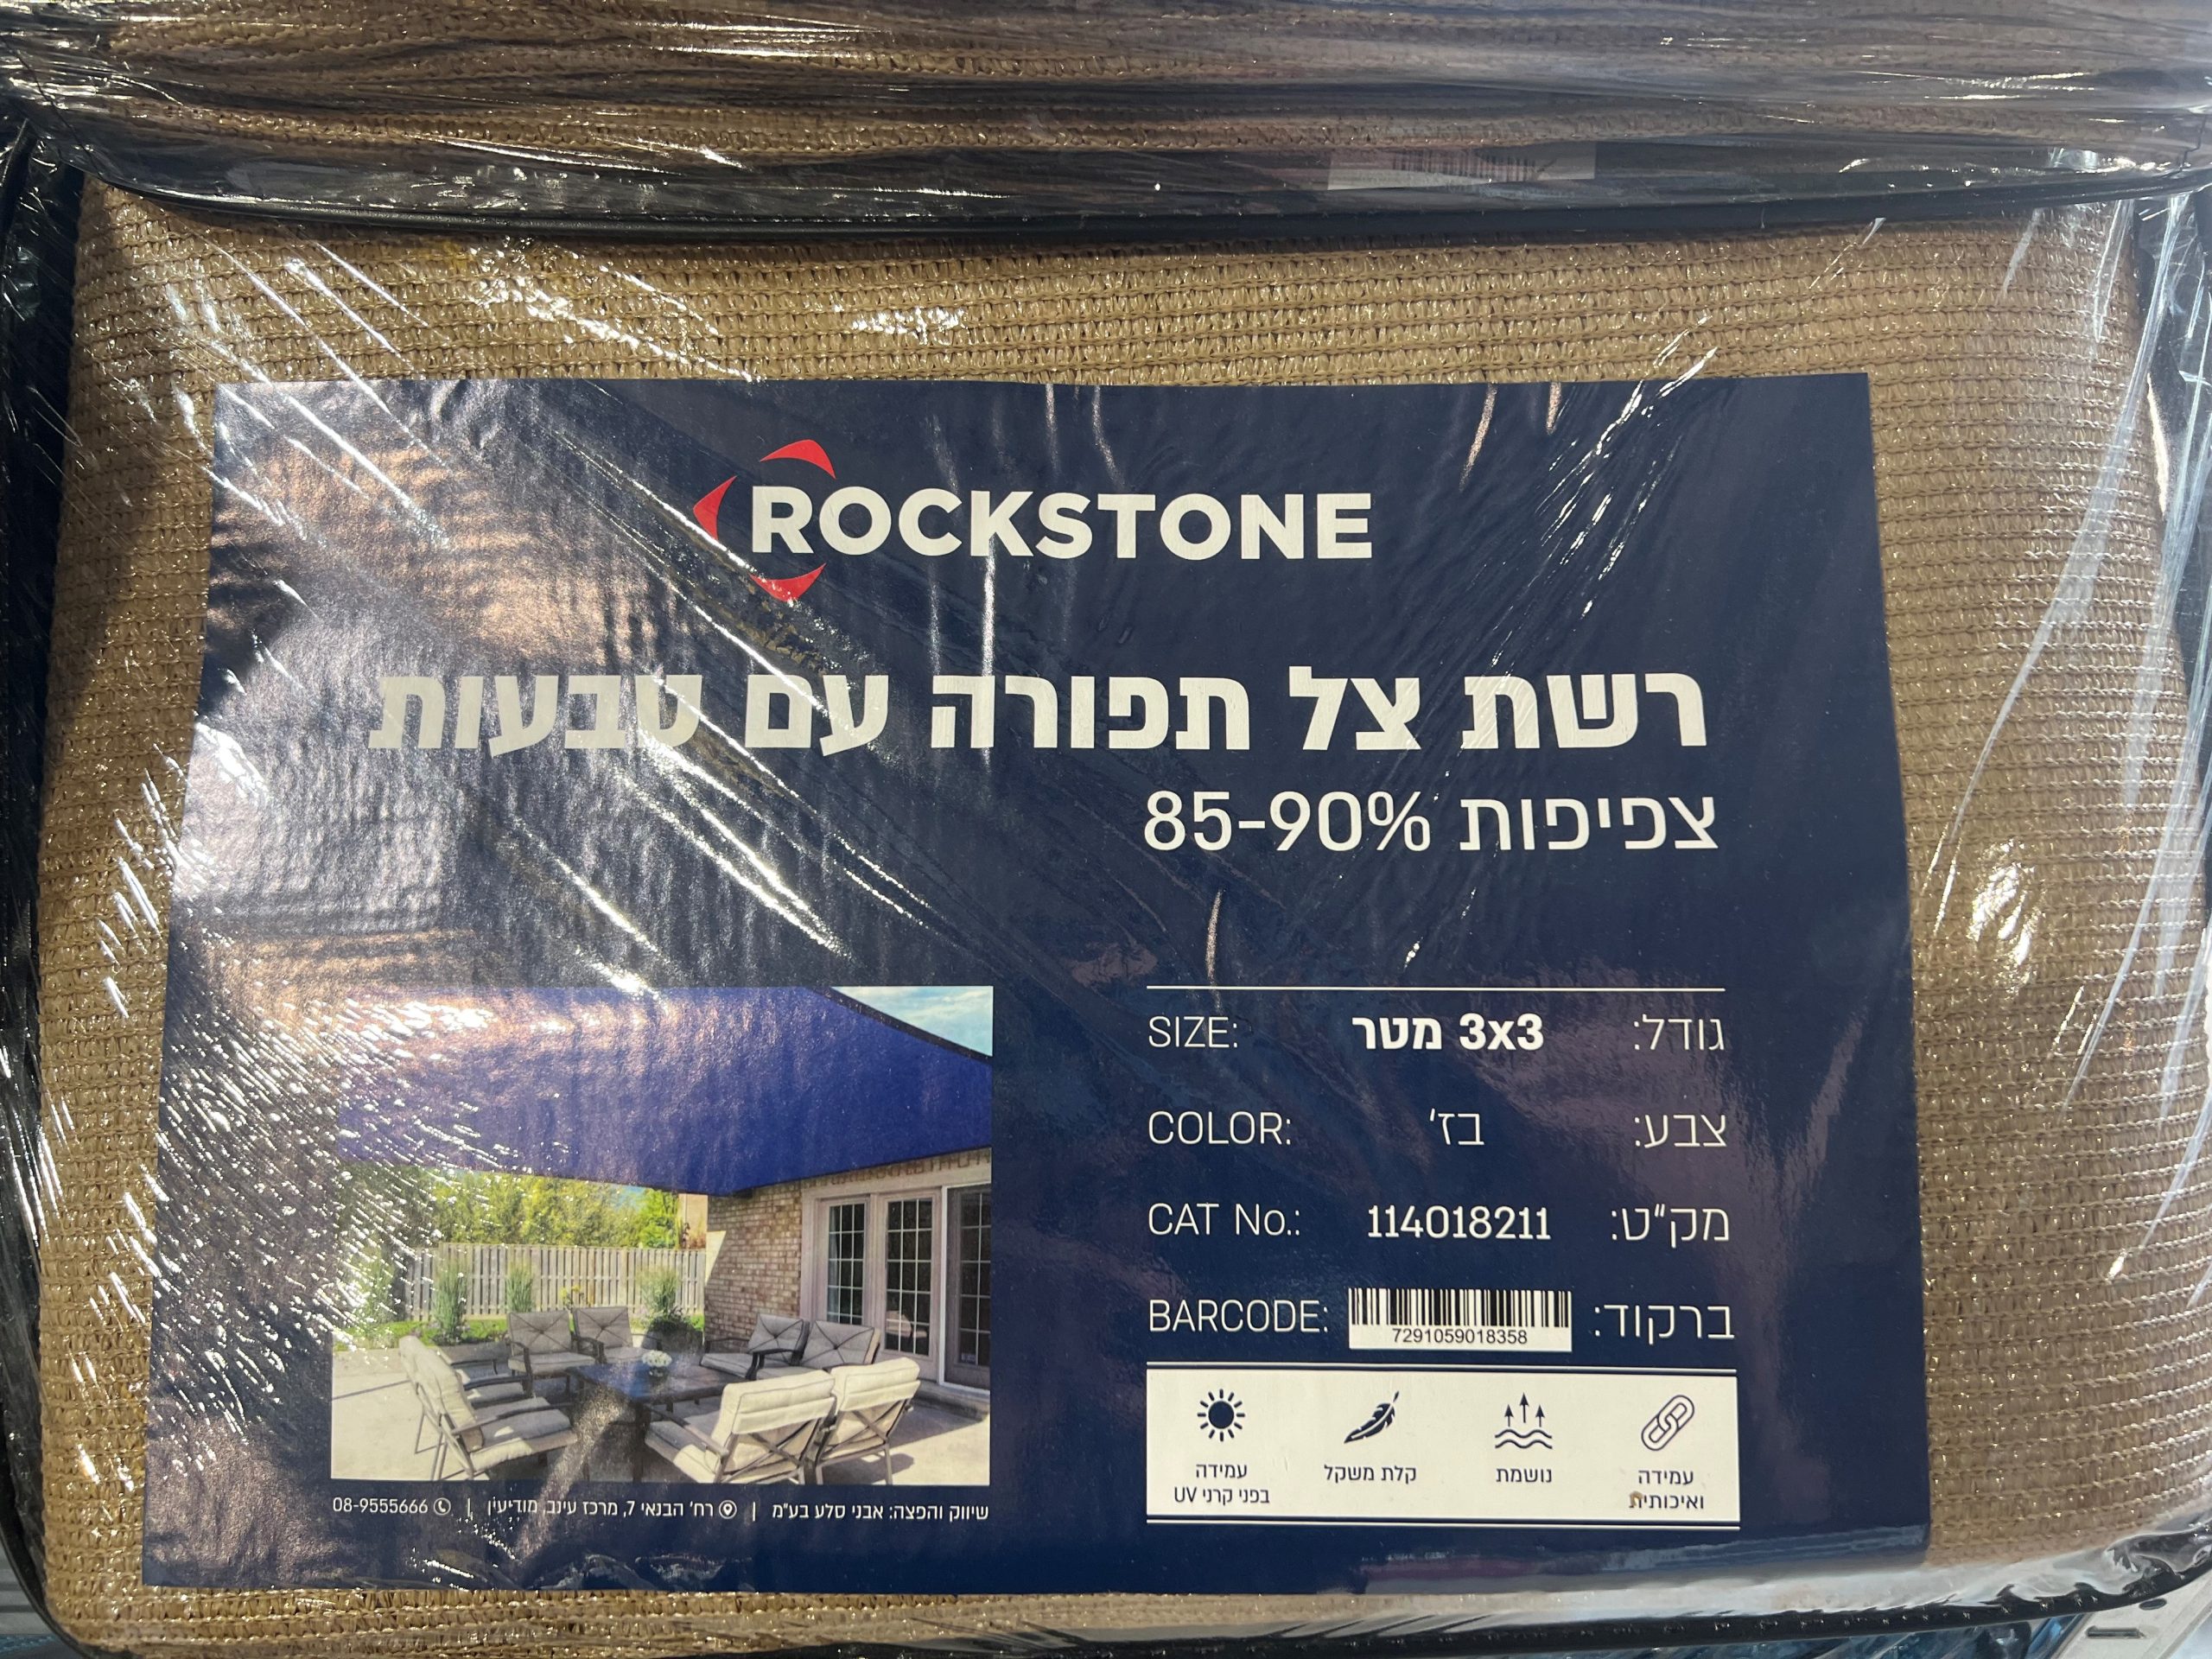 ROCKSTONE
רשת צל תפורה עם טבעות
צפיפות 85-90%
גודל: 3x3 מטר SIZE:
צבע: בז' COLOR:
מק"ט: 114018211 CAT No.:
ברקוד: BARCODE:
7291059018358
עמידה ואיכותית
נושמת
קלת משקל
עמידה בפני קרני UV
שיווק והפצה: אבני סלע בע"מ | רח' הבנאי 7, מרכז עינב, מודיעין | 08-9555666